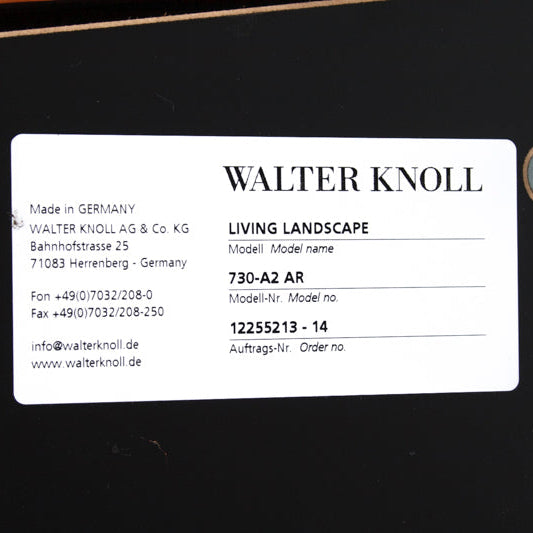 WALTER KNOLL
Made in GERMANY
WALTER KNOLL AG & Co. KG
Bahnhofstrasse 25
71083 Herrenberg - Germany
Fon +49(0)7032/208-0
Fax +49(0)7032/208-250
info@walterknoll.de
www.walterknoll.de
LIVING LANDSCAPE
Modell Model name
730-A2 AR
Modell-Nr. Model no.
12255213 - 14
Auftrags-Nr. Order no.